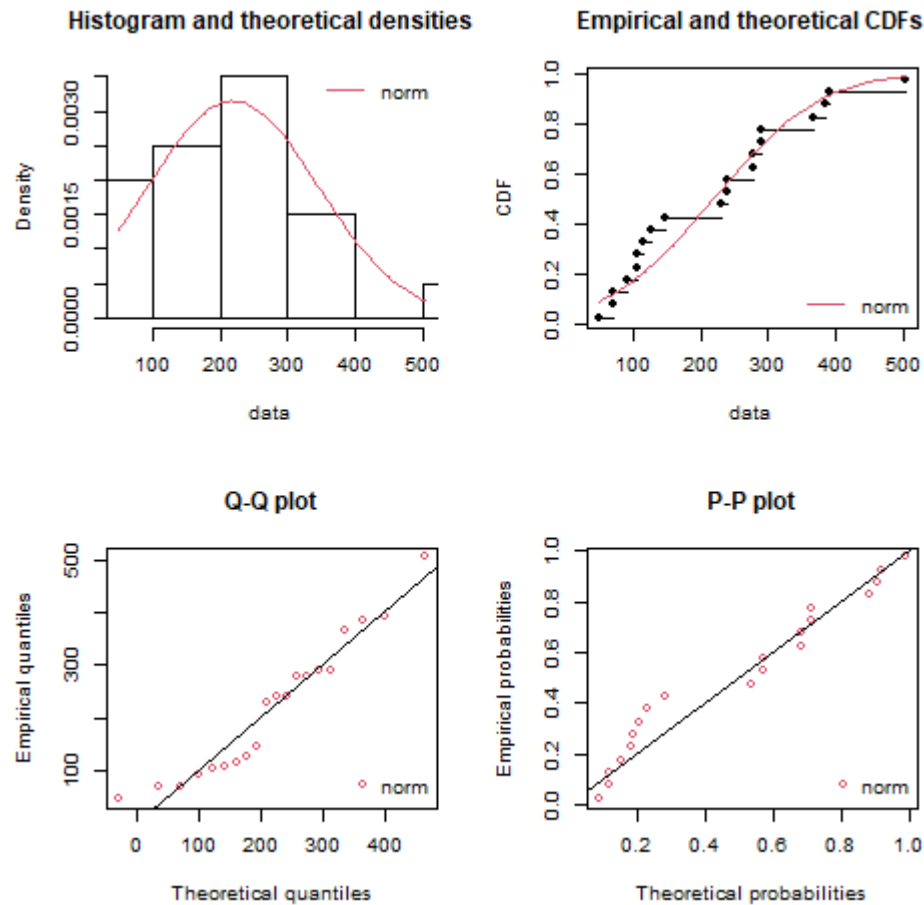 Histogram and theoretical densities
norm
Density
0.0000
0.0015
0.0030
100 200 300 400 500
data
Empirical and theoretical CDFs
norm
CDF
0.0
0.2
0.4
0.6
0.8
1.0
100 200 300 400 500
data
Q-Q plot
Empirical quantiles
100
300
500
norm
0 100 200 300 400
Theoretical quantiles
P-P plot
Empirical probabilities
0.0
0.2
0.4
0.6
0.8
1.0
norm
0.2 0.4 0.6 0.8 1.0
Theoretical probabilities